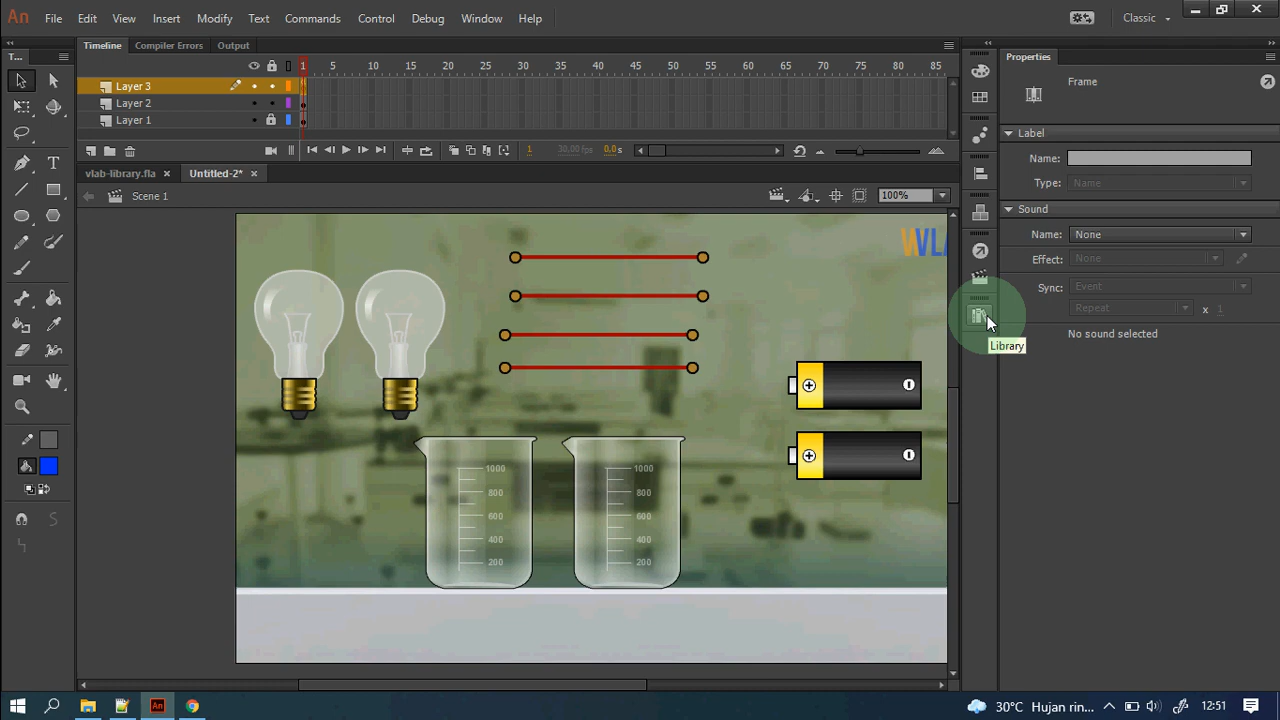 An File Edit View Insert Modify Text Commands Control Debug Window Help Classic
Timeline Compiler Errors Output
T...
Properties
1 5 10 15 20 25 30 35 40 45 50 55 60 65 70 75 80 85
Frame
Layer 3
Layer 2
Layer 1
Label
Name:
Type: Name
1 30,00 fps 0,0 s
vlab-library.fla × Untitled-2* ×
Scene 1
100%
Sound
Name: None
Effect: None
Sync: Event
Repeat x 1
No sound selected
WVLA
Library
1000
800
600
400
200
1000
800
600
400
200
An
30°C Hujan rin... 12:51